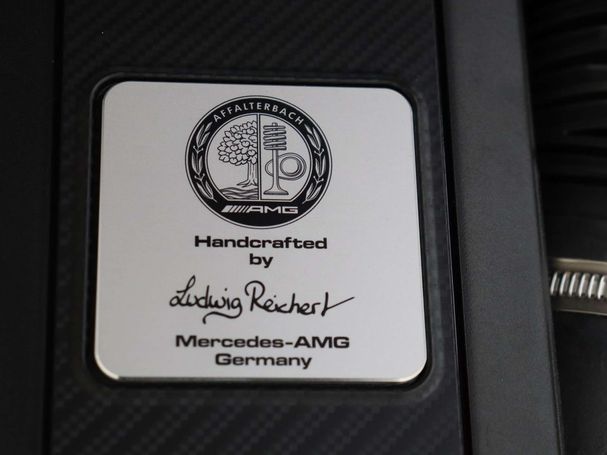 AFFALTERBACH
AMG
Handcrafted
by
Ludwig Reichert
Mercedes-AMG
Germany